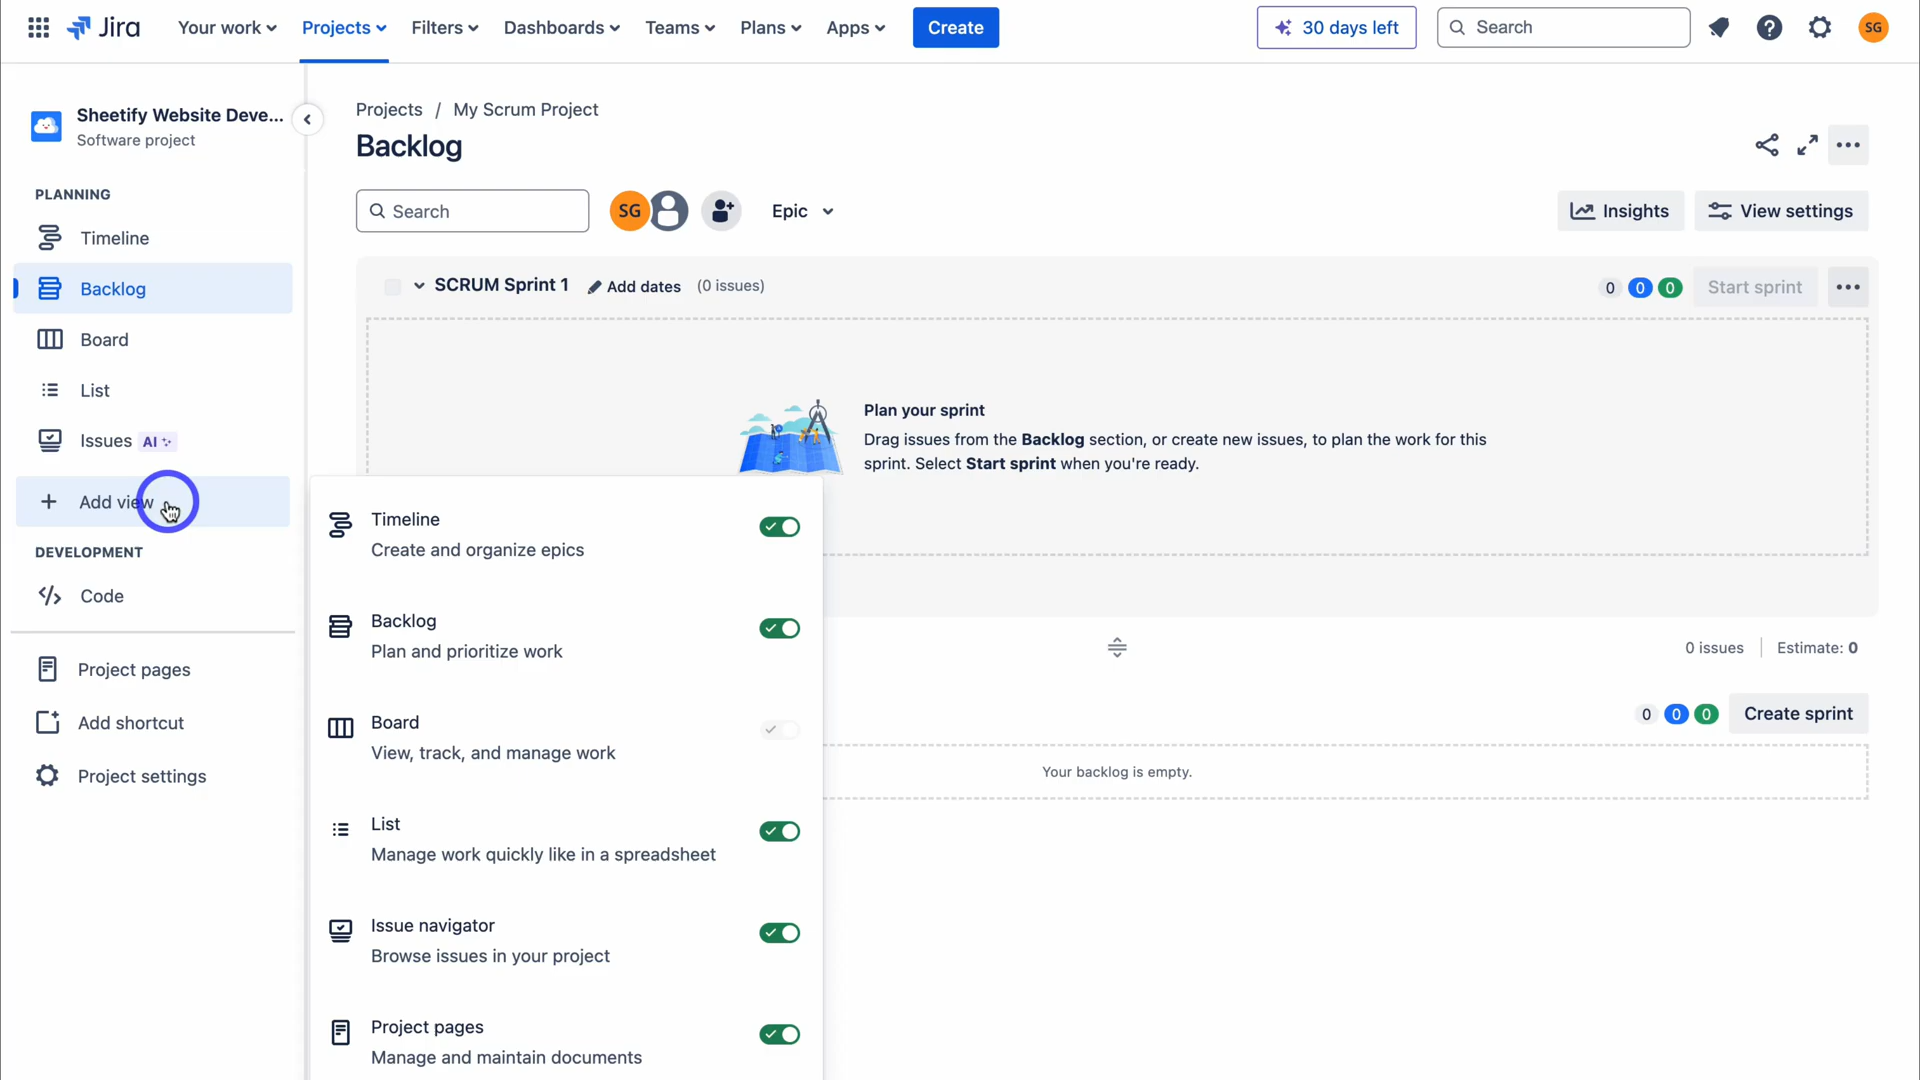 Jira
Your work
Projects
Filters
Dashboards
Teams
Plans
Apps
Create
30 days left
Search
SG
Sheetify Website Deve...
Software project
PLANNING
Timeline
Backlog
Board
List
Issues AI
Add view
DEVELOPMENT
Code
Project pages
Add shortcut
Project settings
Projects / My Scrum Project
Backlog
Search
SG
Epic
Insights
View settings
SCRUM Sprint 1 Add dates (0 issues)
0 0 0 Start sprint
Plan your sprint
Drag issues from the Backlog section, or create new issues, to plan the work for this
sprint. Select Start sprint when you're ready.
Timeline
Create and organize epics
Backlog
Plan and prioritize work
Board
View, track, and manage work
List
Manage work quickly like in a spreadsheet
Issue navigator
Browse issues in your project
Project pages
Manage and maintain documents
0 issues Estimate: 0
0 0 0 Create sprint
Your backlog is empty.